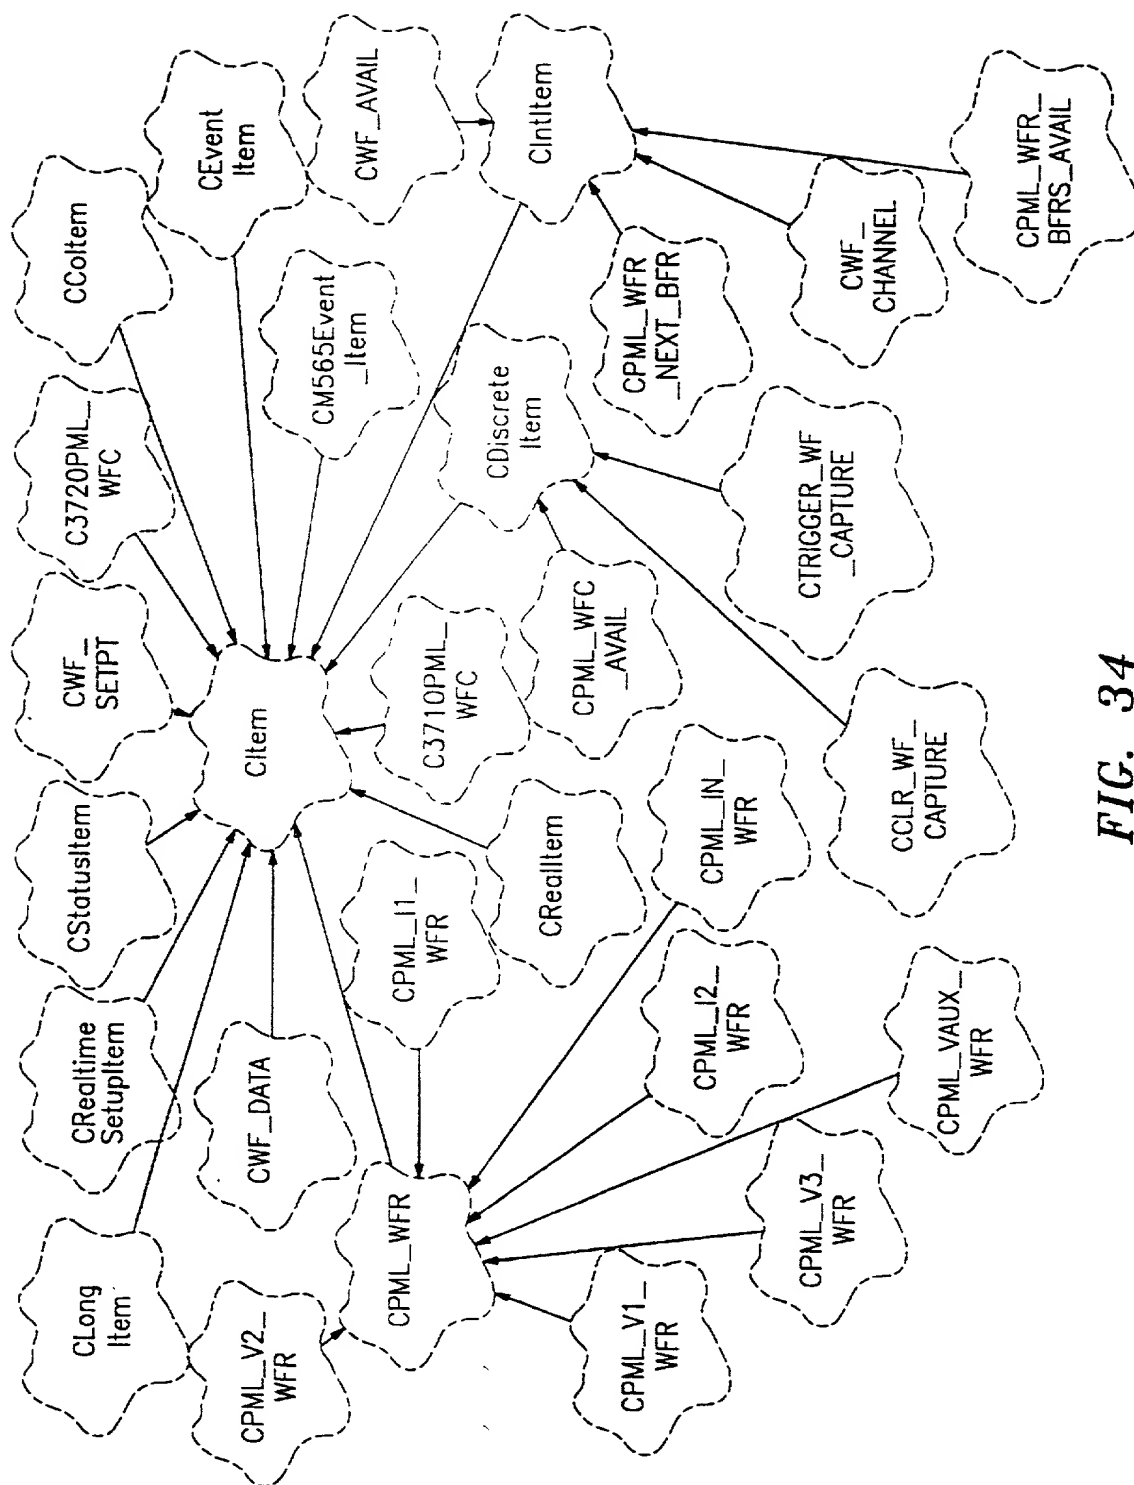 CLong
Item
CRealtime
SetupItem
CStatusItem
CWF_
SETPT
C3720PML_
WFC
CCoItem
CEvent
Item
CPML_V2_
WFR
CWF_DATA
CItem
CM565Event
_Item
CWF_AVAIL
CPML_WFR
CPML_I1_
WFR
C3710PML_
WFC
CDiscrete
Item
CIntItem
CRealItem
CPML_WFC
_AVAIL
CPML_WFR
_NEXT_BFR
CPML_V1_
WFR
CPML_I2_
WFR
CPML_IN_
WFR
CPML_V3_
WFR
CTRIGGER_WF
_CAPTURE
CWF_
CHANNEL
CPML_VAUX_
WFR
CCLR_WF_
CAPTURE
CPML_WFR_
BFRS_AVAIL
FIG. 34